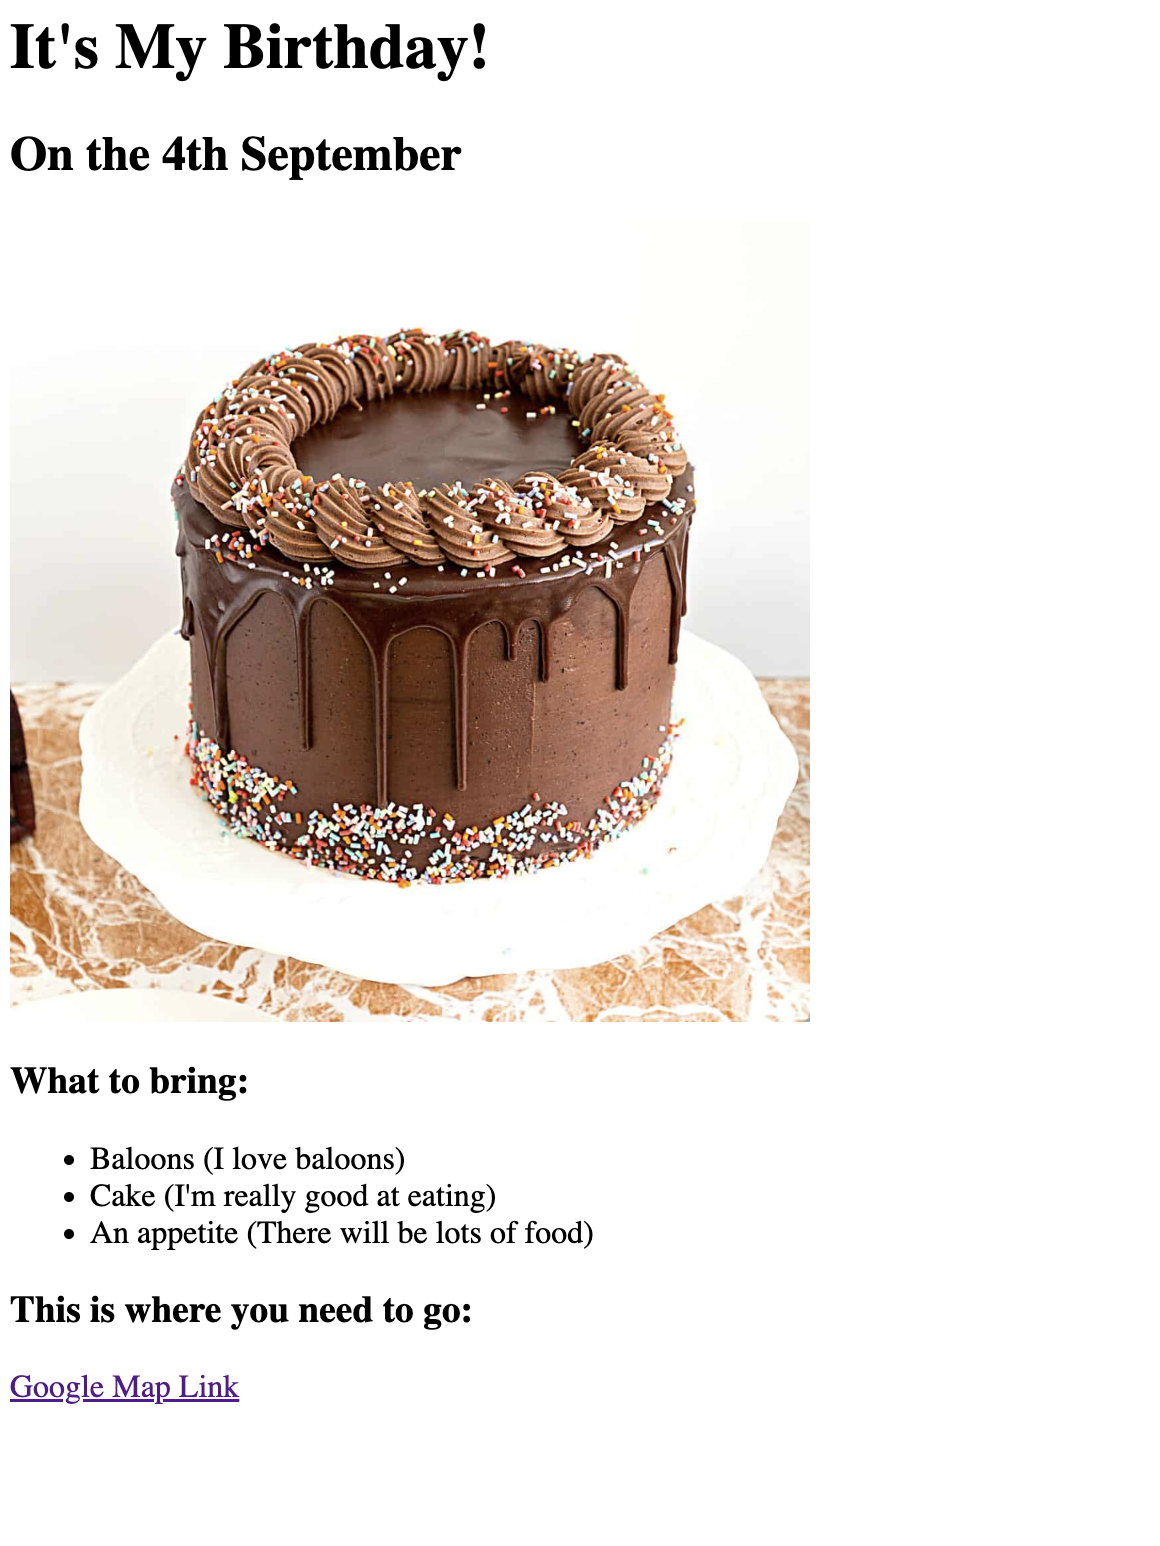 It's My Birthday!
On the 4th September
What to bring:
Baloons (I love baloons)
Cake (I'm really good at eating)
An appetite (There will be lots of food)
This is where you need to go:
Google Map Link